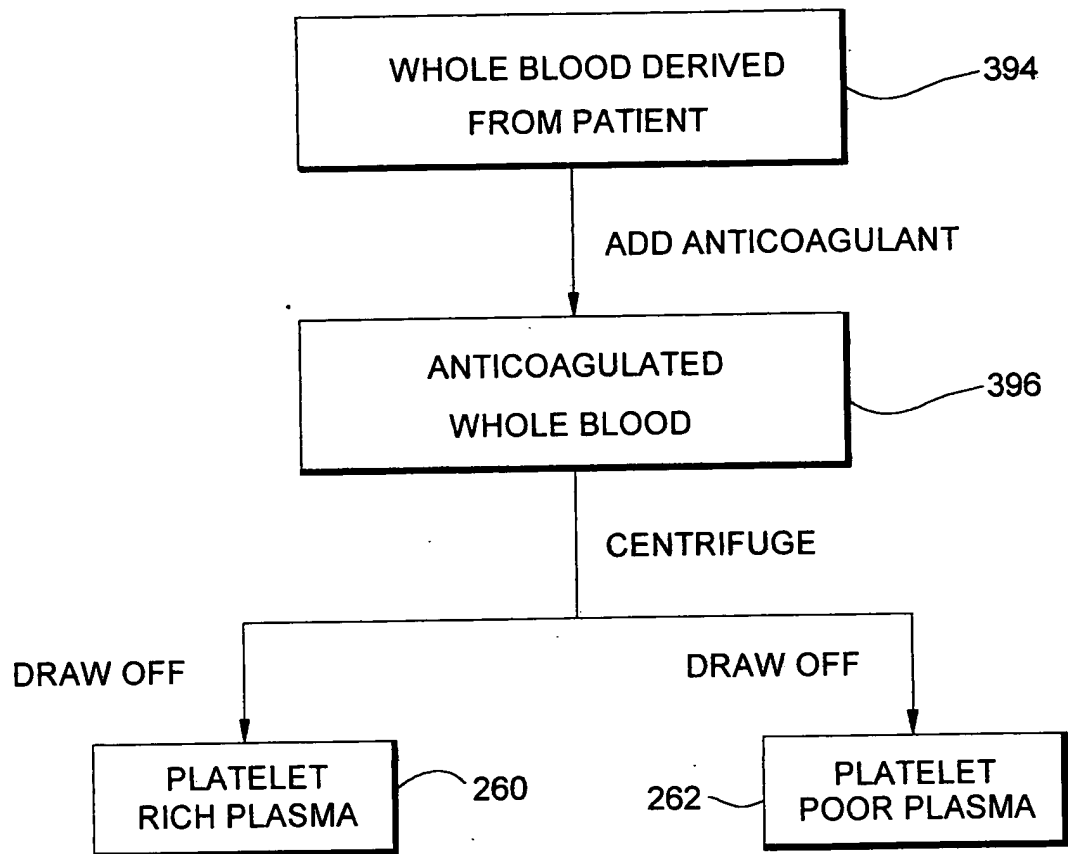 WHOLE BLOOD DERIVED
FROM PATIENT
394
ADD ANTICOAGULANT
ANTICOAGULATED
WHOLE BLOOD
396
CENTRIFUGE
DRAW OFF
DRAW OFF
PLATELET
RICH PLASMA
260
262
PLATELET
POOR PLASMA